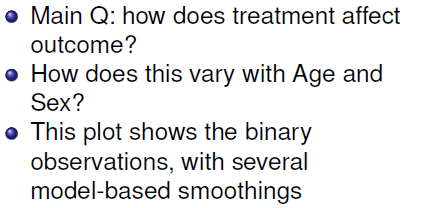 Main Q: how does treatment affect
outcome?
How does this vary with Age and
Sex?
This plot shows the binary
observations, with several
model-based smoothings